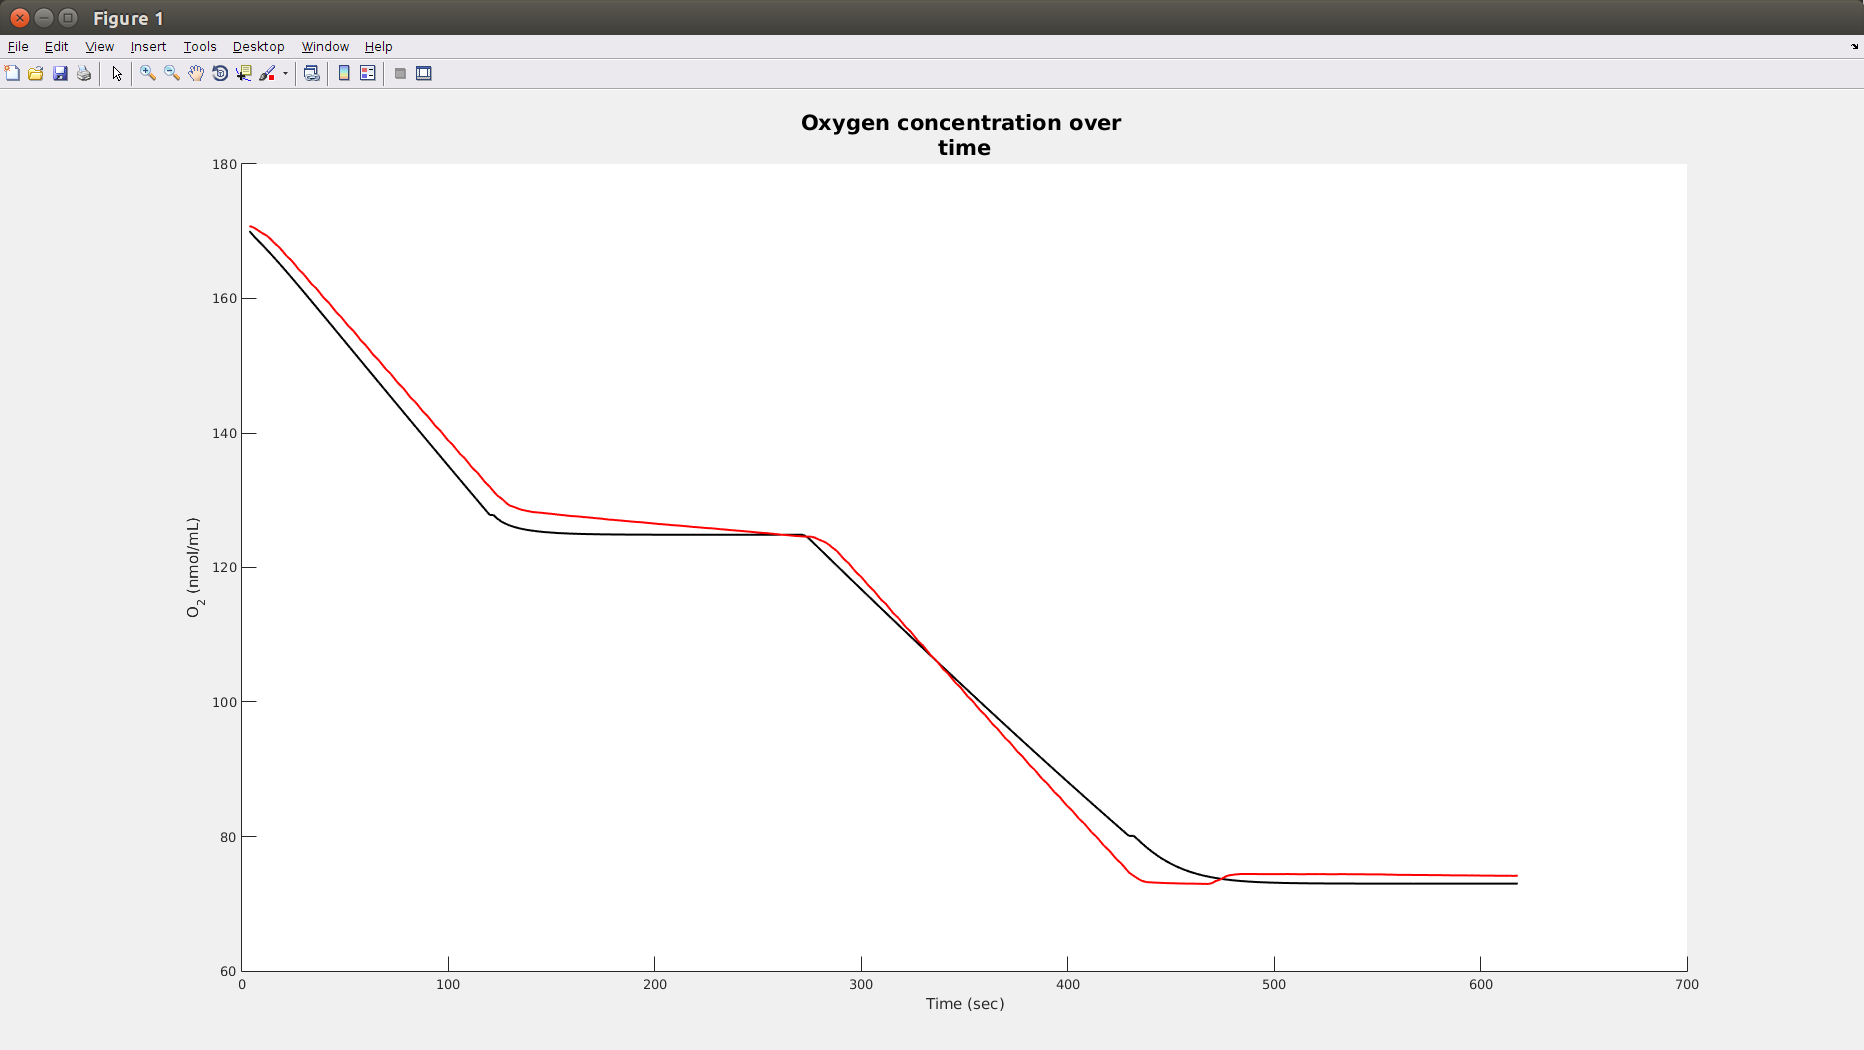 Figure 1
File Edit View Insert Tools Desktop Window Help
Oxygen concentration over
time
180
160
140
120
100
80
60
O2 (nmol/mL)
0 100 200 300 400 500 600 700
Time (sec)